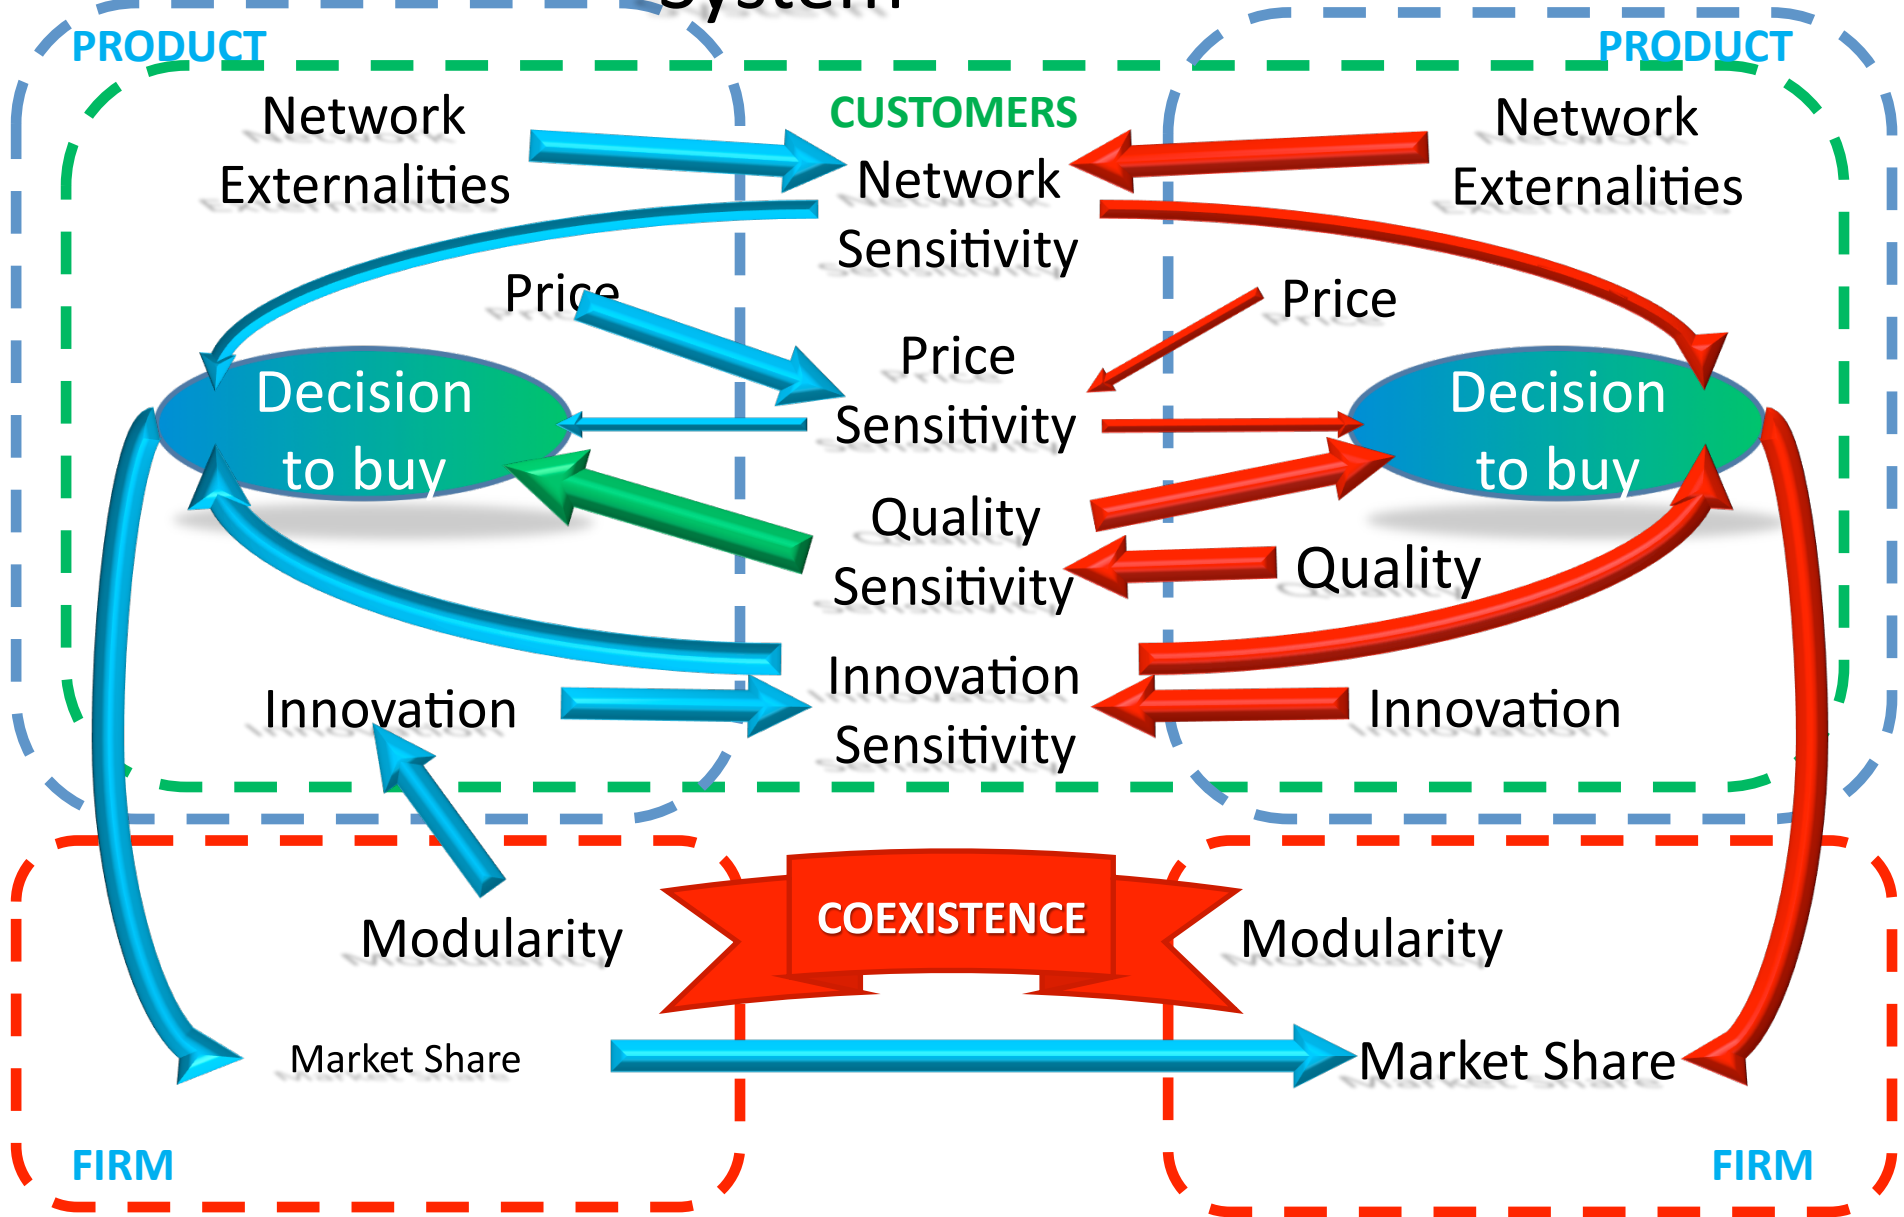 System
PRODUCT
PRODUCT
CUSTOMERS
Network
Externalities
Network
Externalities
Network
Sensitivity
Price
Price
Price
Sensitivity
Decision
to buy
Decision
to buy
Quality
Sensitivity
Quality
Innovation
Sensitivity
Innovation
Innovation
COEXISTENCE
Modularity
Modularity
Market Share
Market Share
FIRM
FIRM